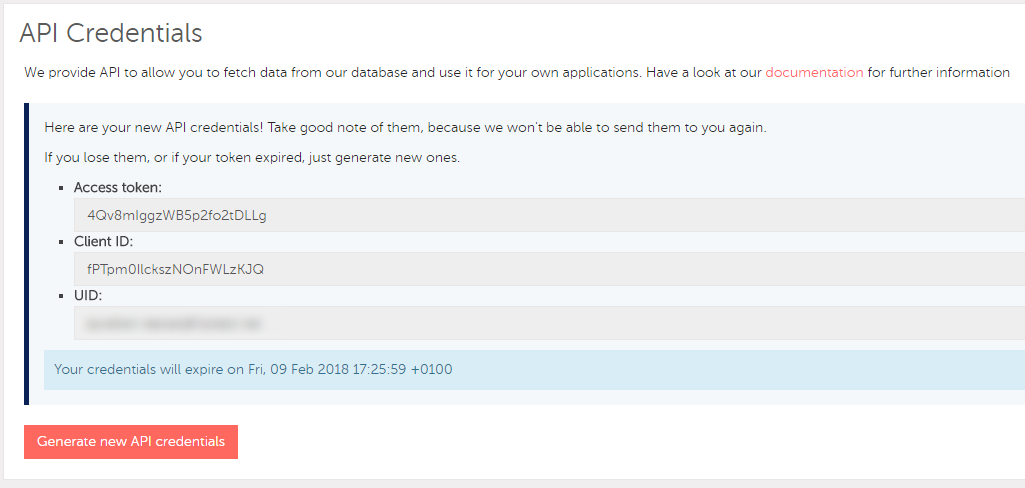 API Credentials
We provide API to allow you to fetch data from our database and use it for your own applications. Have a look at our documentation for further information
Here are your new API credentials! Take good note of them, because we won't be able to send them to you again.
If you lose them, or if your token expired, just generate new ones.
Access token:
4Qv8mIggzWB5p2fo2tDLLg
Client ID:
fPTpm0IlckszNOnFWLzKJQ
UID:
Your credentials will expire on Fri, 09 Feb 2018 17:25:59 +0100
Generate new API credentials